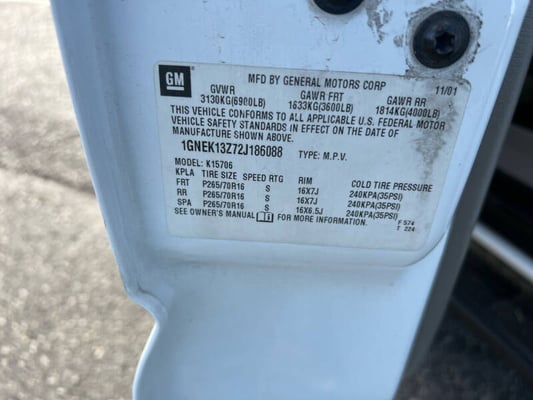 GM
MFD BY GENERAL MOTORS CORP 11/01
GVWR GAWR FRT GAWR RR
3130KG(6900LB) 1633KG(3600LB) 1814KG(4000LB)
THIS VEHICLE CONFORMS TO ALL APPLICABLE U.S. FEDERAL MOTOR
VEHICLE SAFETY STANDARDS IN EFFECT ON THE DATE OF
MANUFACTURE SHOWN ABOVE.
1GNEK13Z72J186088 TYPE: M.P.V.
MODEL: K15706
KPLA TIRE SIZE SPEED RTG RIM COLD TIRE PRESSURE
FRT P265/70R16 S 16X7J 240KPA(35PSI)
RR P265/70R16 S 16X7J 240KPA(35PSI)
SPA P265/70R16 S 16X6.5J 240KPA(35PSI)
SEE OWNER'S MANUAL FOR MORE INFORMATION.
F 574
T 224